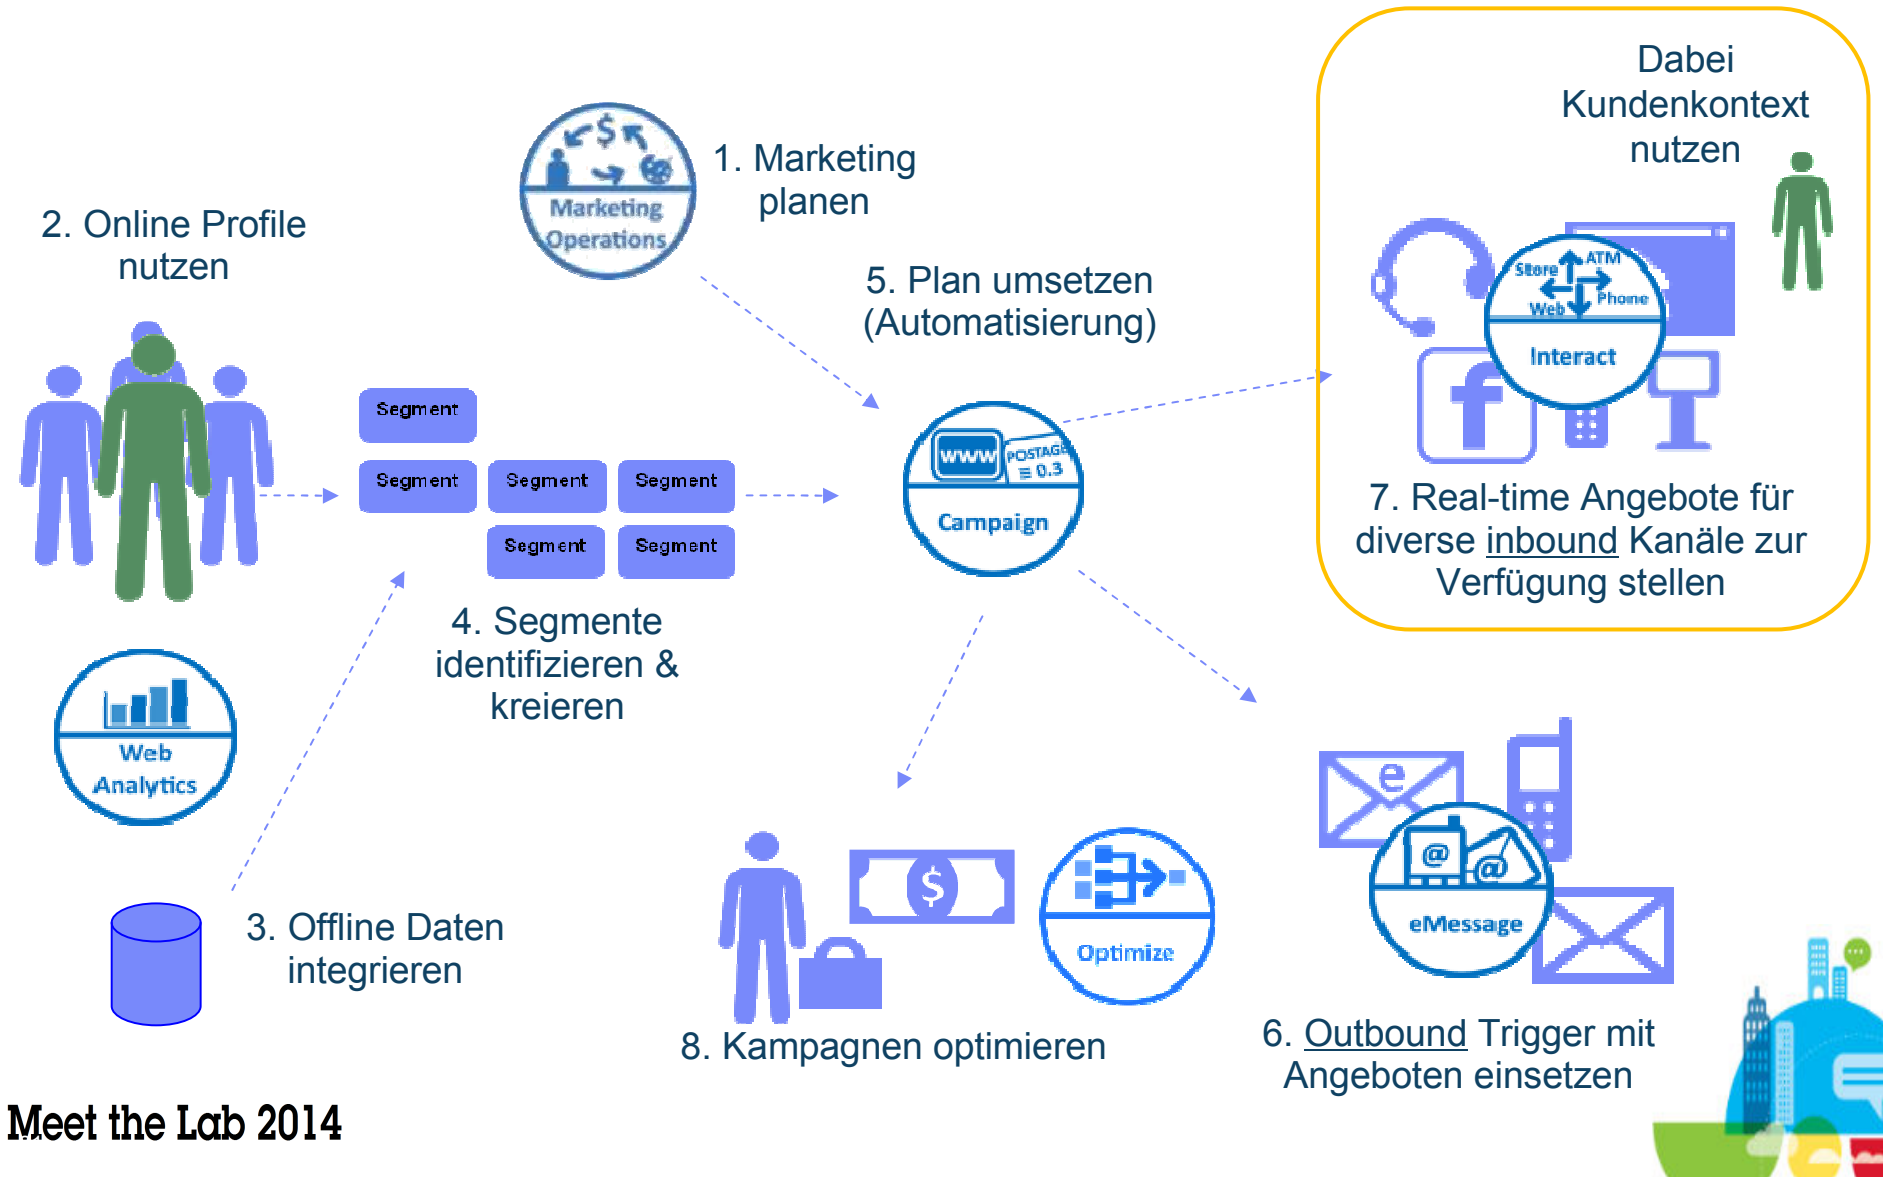 Dabei
Kundenkontext
nutzen
$
Marketing
Operations
1. Marketing
planen
2. Online Profile
nutzen
5. Plan umsetzen
(Automatisierung)
Store
ATM
Web
Phone
Interact
f
Segment
Segment
Segment
Segment
Segment
Segment
www
POSTAGE
≡ 0.3
Campaign
7. Real-time Angebote für
diverse inbound Kanäle zur
Verfügung stellen
4. Segmente
identifizieren &
kreieren
Web
Analytics
e
@
@
eMessage
$
Optimize
3. Offline Daten
integrieren
8. Kampagnen optimieren
6. Outbound Trigger mit
Angeboten einsetzen
Meet the Lab 2014